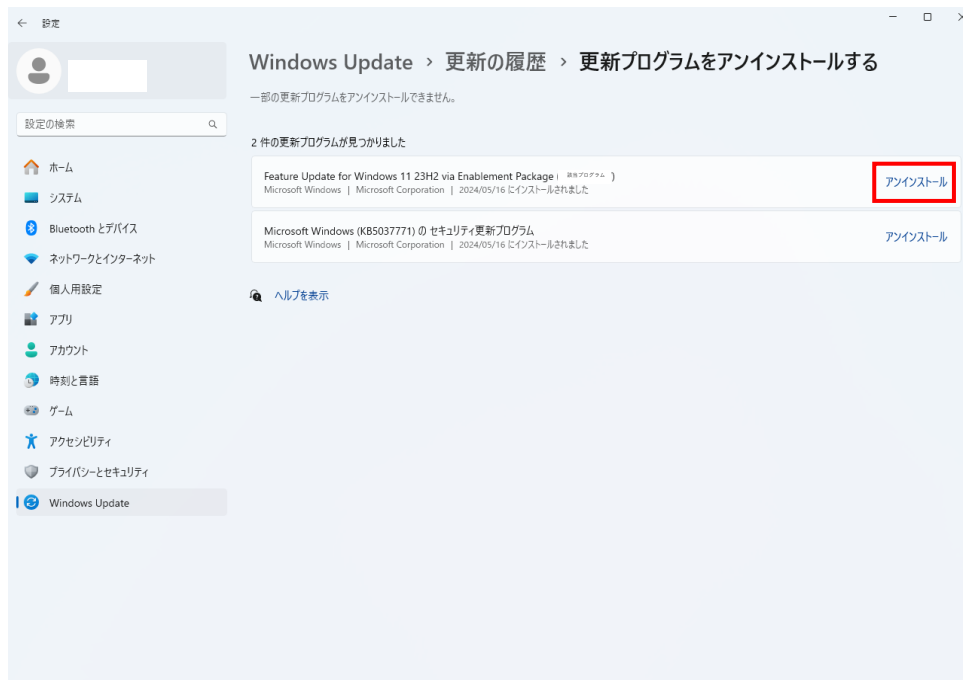 設定
Windows Update › 更新の履歴 › 更新プログラムをアンインストールする
一部の更新プログラムをアンインストールできません。
設定の検索
2 件の更新プログラムが見つかりました
Feature Update for Windows 11 23H2 via Enablement Package ( 該当プログラム )
Microsoft Windows | Microsoft Corporation | 2024/05/16 にインストールされました
アンインストール
Microsoft Windows (KB5037771) の セキュリティ更新プログラム
Microsoft Windows | Microsoft Corporation | 2024/05/16 にインストールされました
アンインストール
ヘルプを表示
ホーム
システム
Bluetooth とデバイス
ネットワークとインターネット
個人用設定
アプリ
アカウント
時刻と言語
ゲーム
アクセシビリティ
プライバシーとセキュリティ
Windows Update